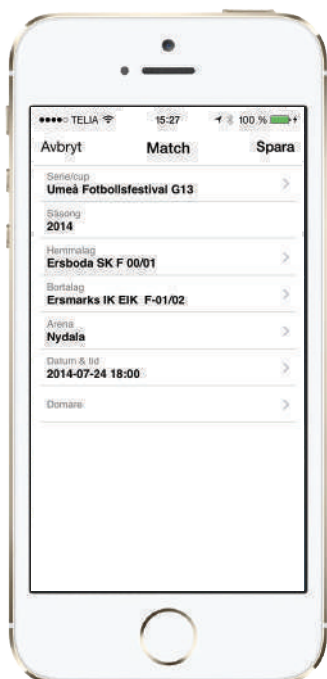 TELIA 15:27 100 %
Avbryt Match Spara
Serie/cup
Umeå Fotbollsfestival G13
Säsong
2014
Hemmalag
Ersboda SK F 00/01
Bortalag
Ersmarks IK EIK F-01/02
Arena
Nydala
Datum & tid
2014-07-24 18:00
Domare